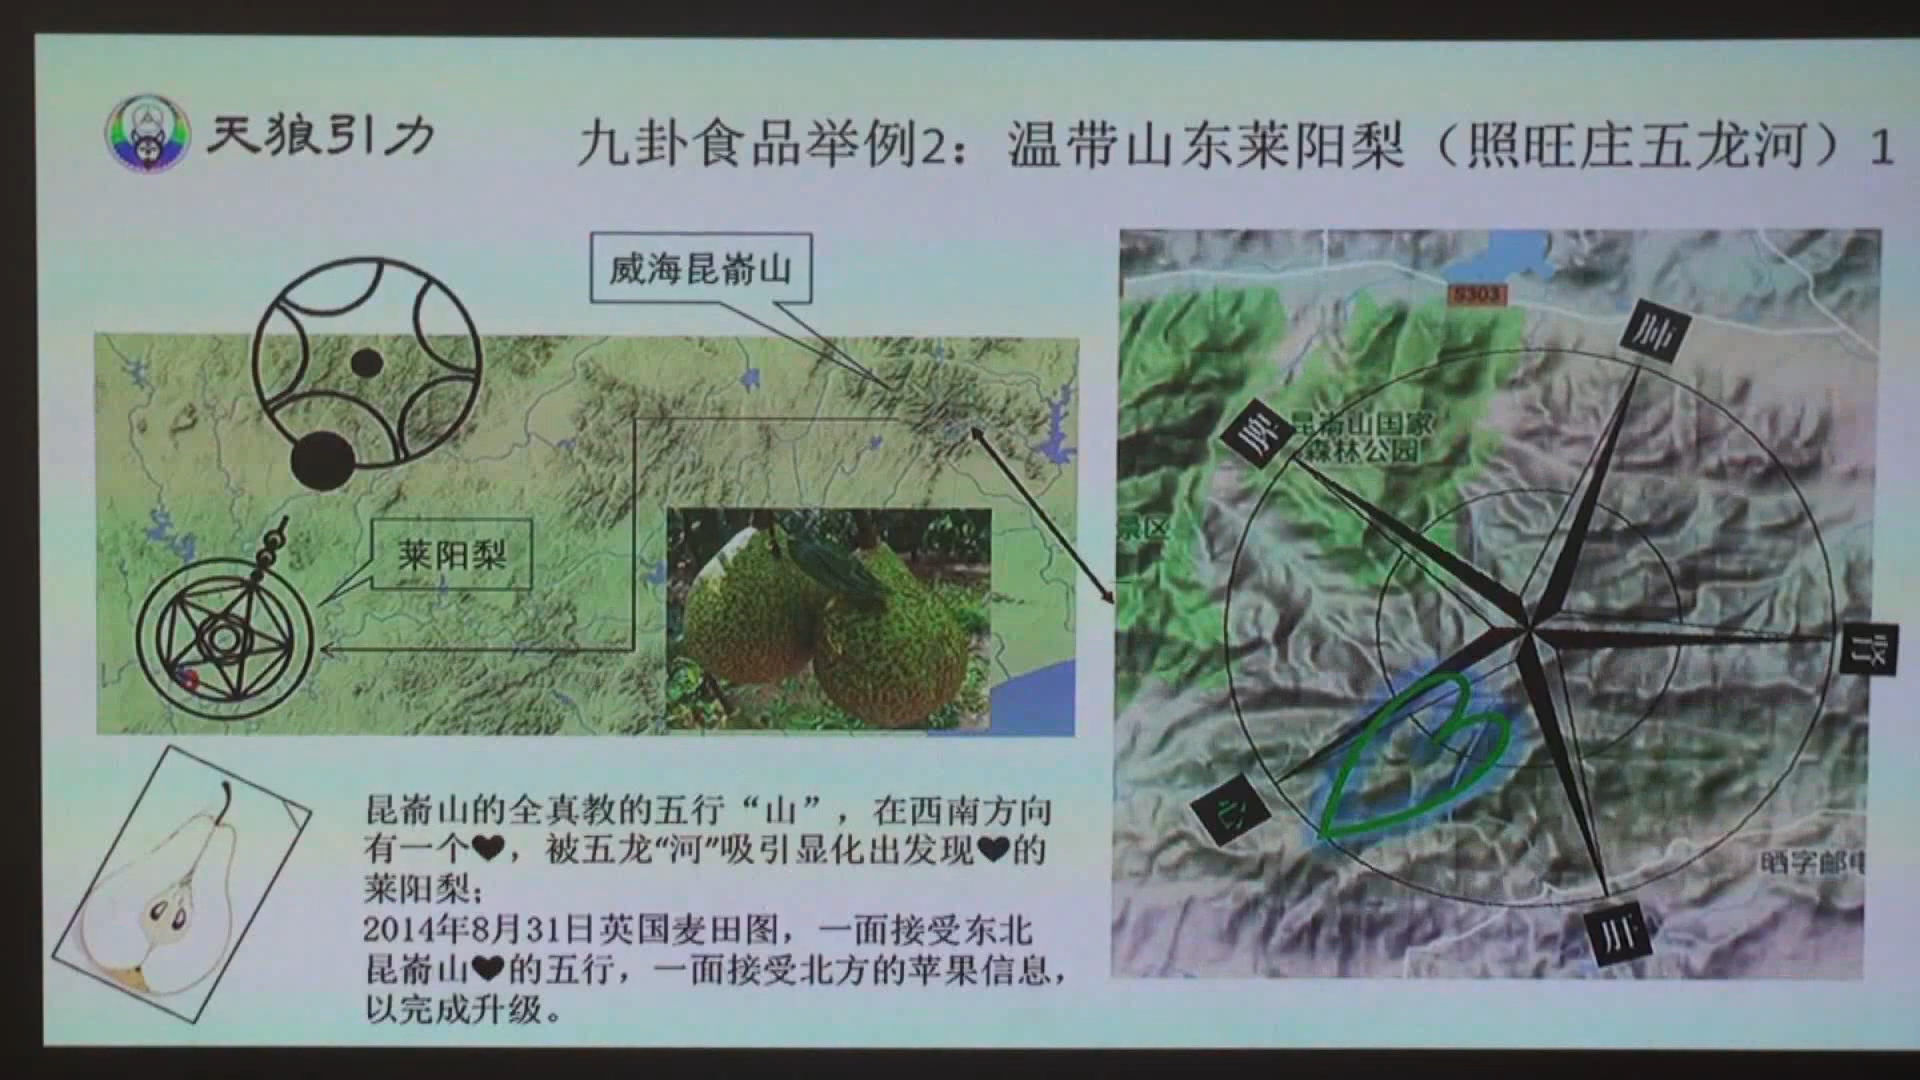 天狼引力
九卦食品举例2：温带山东莱阳梨（照旺庄五龙河）1
威海昆嵛山
莱阳梨
S303
昆嵛山国家
森林公园
景区
肺
脾
肾
心
肝
晒字邮电
昆嵛山的全真教的五行“山”，在西南方向
有一个♥，被五龙“河”吸引显化出发现♥的
莱阳梨；
2014年8月31日英国麦田图，一面接受东北
昆嵛山♥的五行，一面接受北方的苹果信息，
以完成升级。